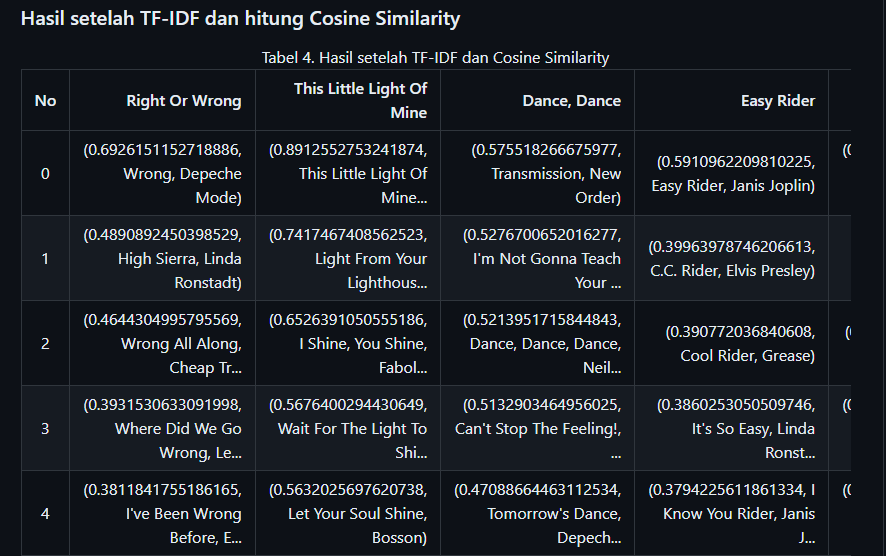 Hasil setelah TF-IDF dan hitung Cosine Similarity
Tabel 4. Hasil setelah TF-IDF dan Cosine Similarity
No Right Or Wrong This Little Light Of Mine Dance, Dance Easy Rider
0 (0.6926151152718886, Wrong, Depeche Mode) (0.8912552753241874, This Little Light Of Mine... (0.575518266675977, Transmission, New Order) (0.5910962209810225, Easy Rider, Janis Joplin) (0
1 (0.4890892450398529, High Sierra, Linda Ronstadt) (0.7417467408562523, Light From Your Lighthous... (0.5276700652016277, I'm Not Gonna Teach Your ... (0.39963978746206613, C.C. Rider, Elvis Presley)
2 (0.4644304995795569, Wrong All Along, Cheap Tr... (0.6526391050555186, I Shine, You Shine, Fabol... (0.5213951715844843, Dance, Dance, Dance, Neil... (0.390772036840608, Cool Rider, Grease) (
3 (0.3931530633091998, Where Did We Go Wrong, Le... (0.5676400294430649, Wait For The Light To Shi... (0.5132903464956025, Can't Stop The Feeling!, ... (0.3860253050509746, It's So Easy, Linda Ronst... (0
4 (0.3811841755186165, I've Been Wrong Before, E... (0.5632025697620738, Let Your Soul Shine, Bosson) (0.47088664463112534, Tomorrow's Dance, Depech... (0.3794225611861334, I Know You Rider, Janis J... (0